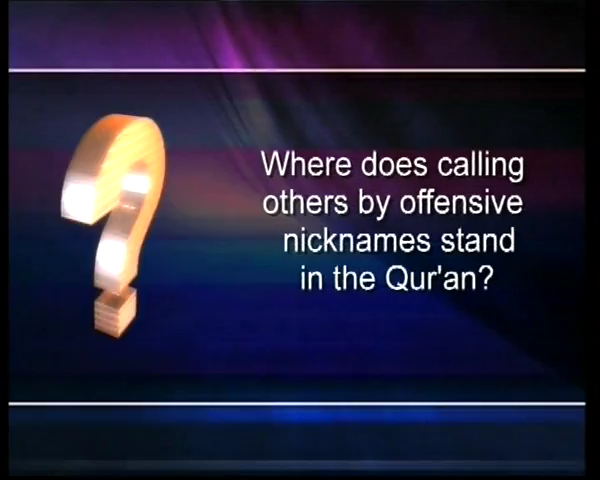 Where does calling
others by offensive
nicknames stand
in the Qur'an?